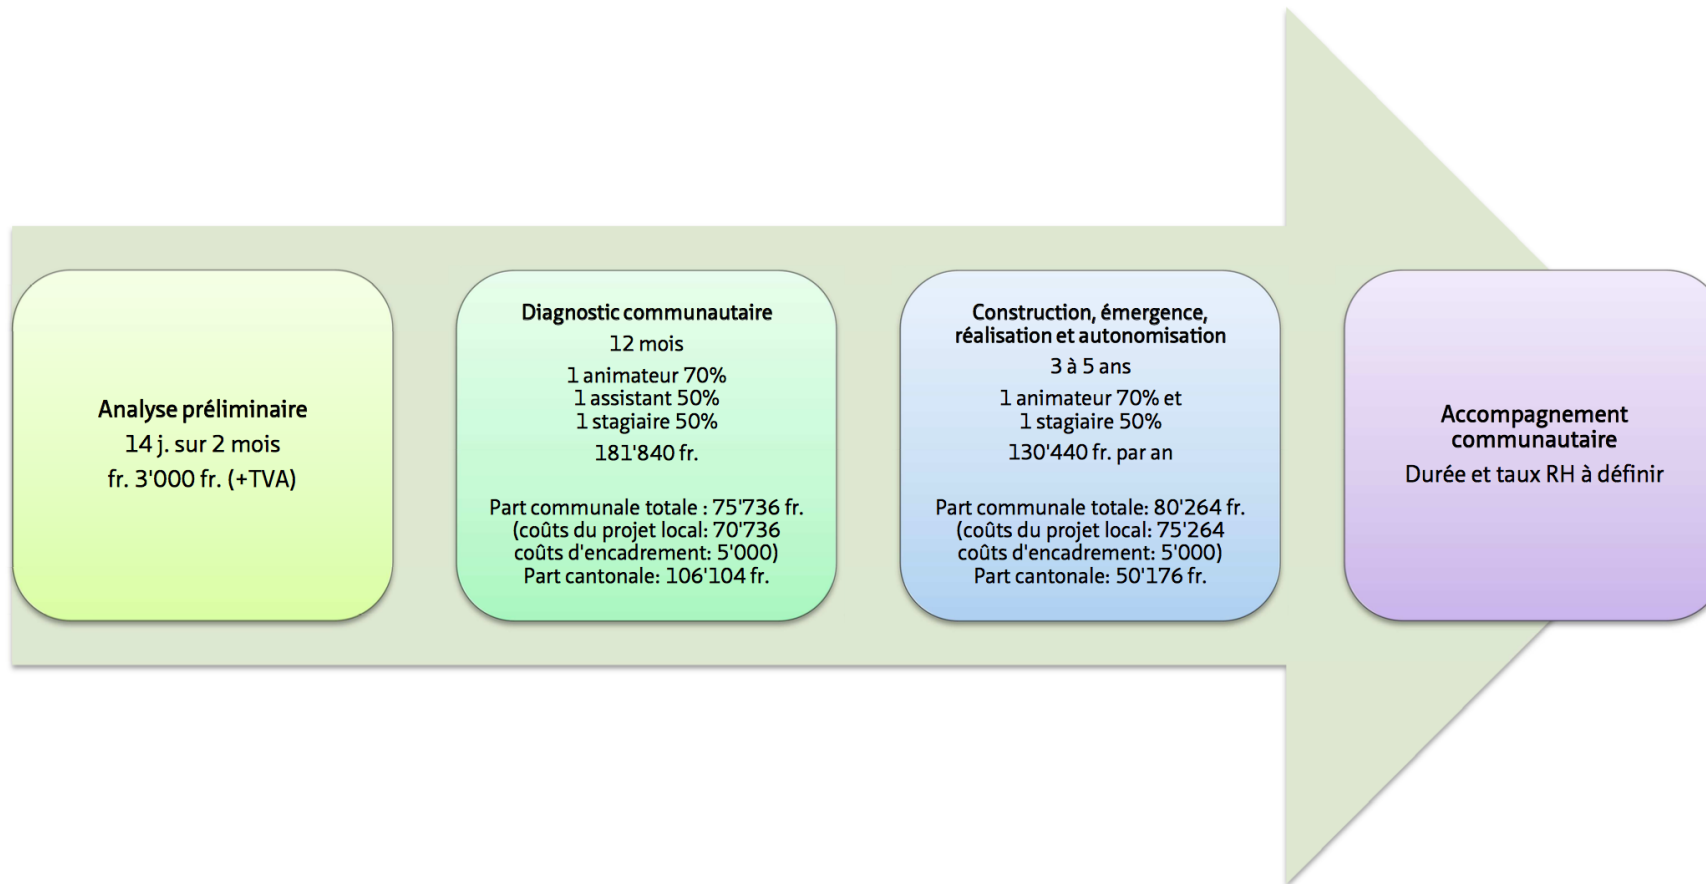 Analyse préliminaire
14 j. sur 2 mois
fr. 3'000 fr. (+TVA)
Diagnostic communautaire
12 mois
1 animateur 70%
1 assistant 50%
1 stagiaire 50%
181'840 fr.
Part communale totale : 75'736 fr.
(coûts du projet local: 70'736
coûts d'encadrement: 5'000)
Part cantonale: 106'104 fr.
Construction, émergence,
réalisation et autonomisation
3 à 5 ans
1 animateur 70% et
1 stagiaire 50%
130'440 fr. par an
Part communale totale: 80'264 fr.
(coûts du projet local: 75'264
coûts d'encadrement: 5'000)
Part cantonale: 50'176 fr.
Accompagnement
communautaire
Durée et taux RH à définir